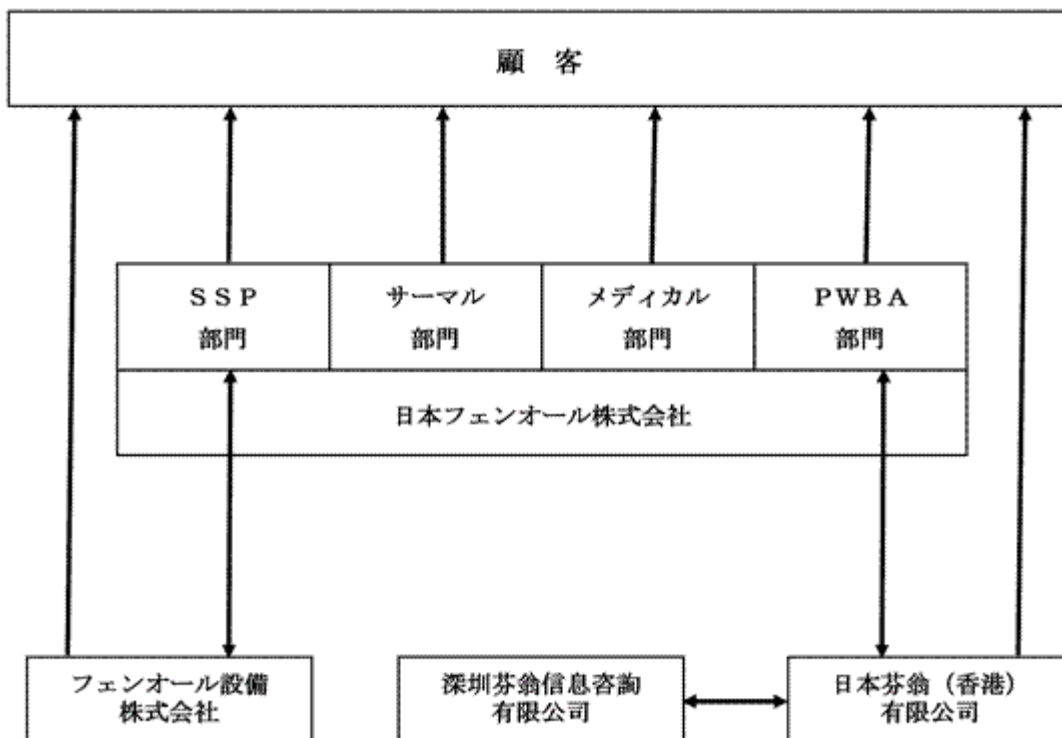 顧　客
ＳＳＰ
部門
サーマル
部門
メディカル
部門
ＰＷＢＡ
部門
日本フェンオール株式会社
フェンオール設備
株式会社
深圳芬翁信息咨詢
有限公司
日本芬翁（香港）
有限公司